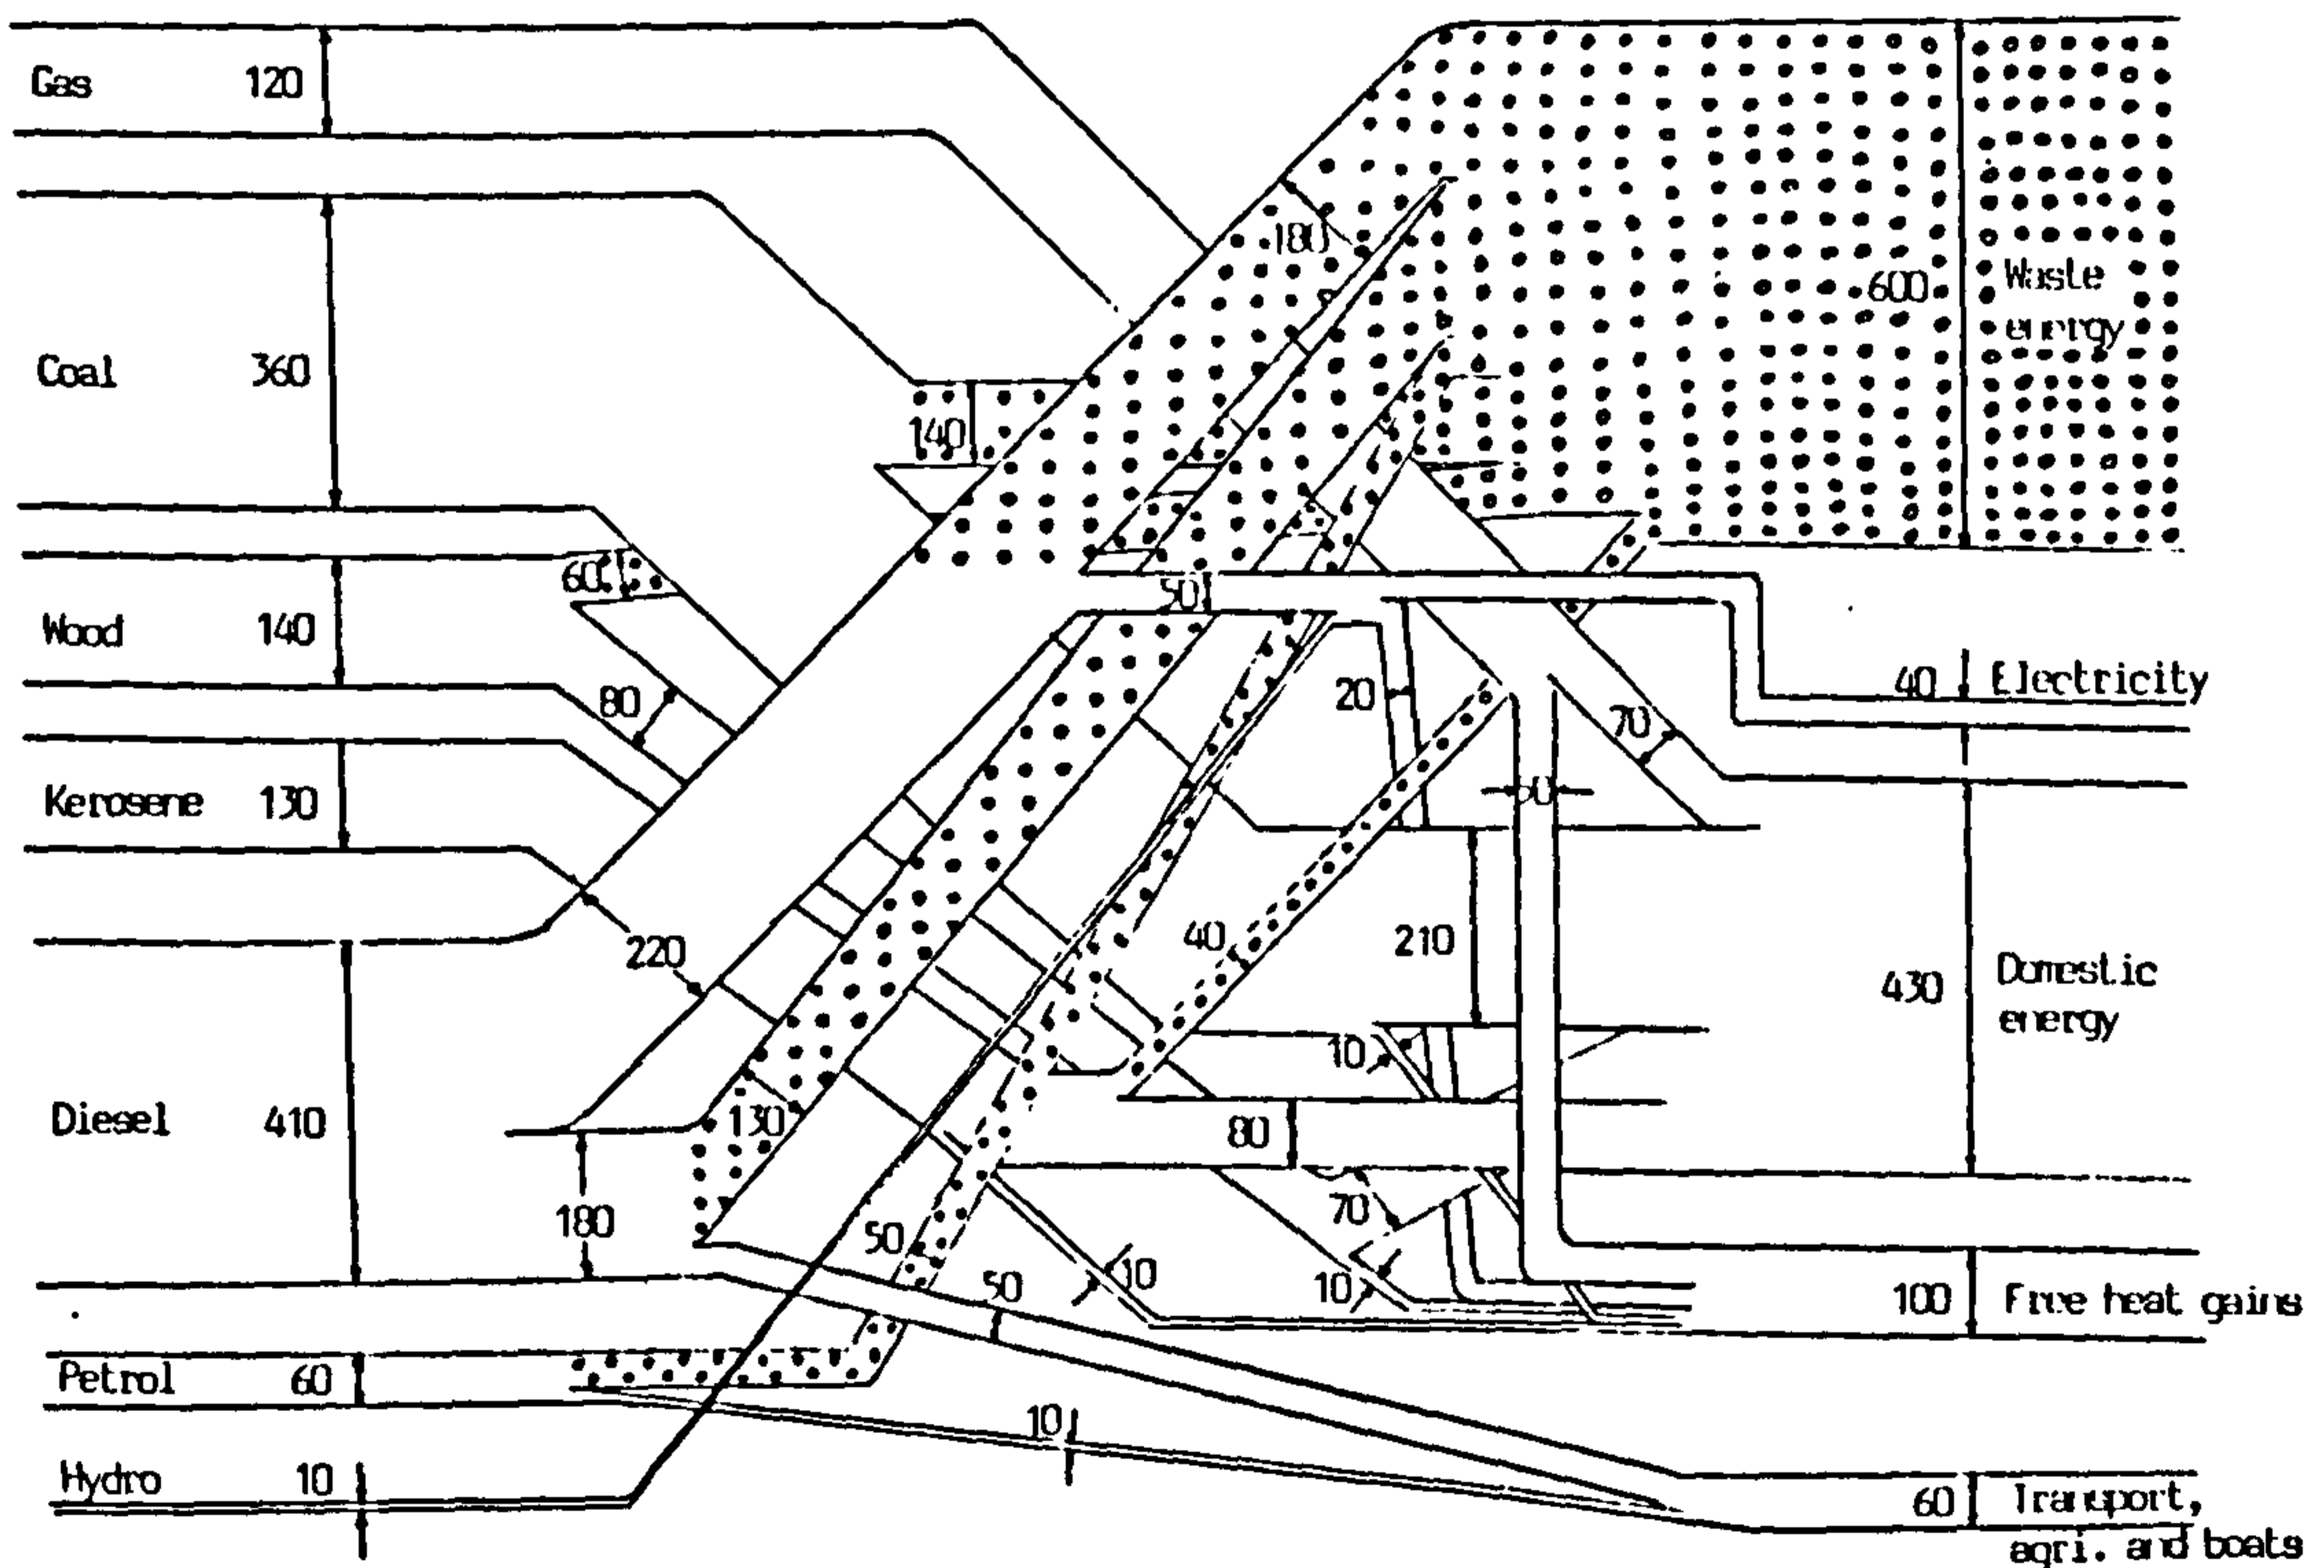 Gas 120
180
600 Waste
energy
Coal 360
140
60
Wood 140
80
50
20
40 Electricity
70
Kerosene 130
220
40
210
430 Domestic
energy
10
Diesel 410
130
80
180
50
70
50
10
10
100 Free heat gains
Petrol 60
10
Hydro 10
60 Transport,
agri. and boats